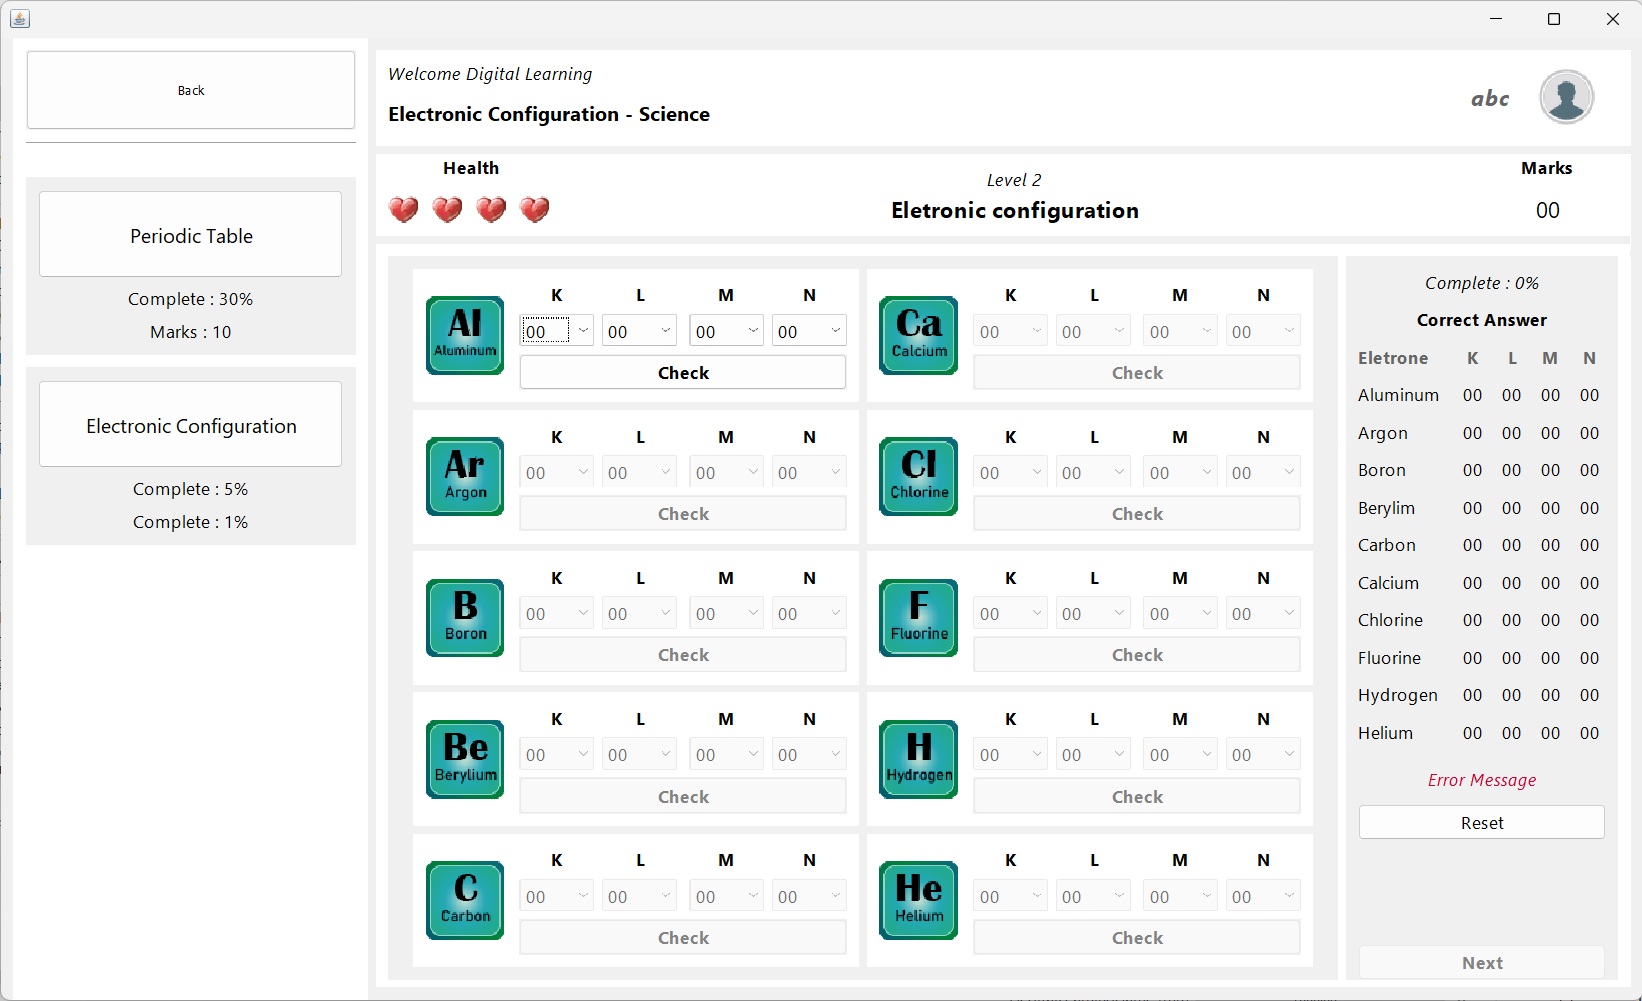 Back
Periodic Table
Complete : 30%
Marks : 10
Electronic Configuration
Complete : 5%
Complete : 1%
Welcome Digital Learning
Electronic Configuration - Science
abc
Health
Level 2
Eletronic configuration
Marks
00
Al
Aluminum
K L M N
00 00 00 00
Check
Ca
Calcium
K L M N
00 00 00 00
Check
Ar
Argon
K L M N
00 00 00 00
Check
Cl
Chlorine
K L M N
00 00 00 00
Check
B
Boron
K L M N
00 00 00 00
Check
F
Fluorine
K L M N
00 00 00 00
Check
Be
Berylium
K L M N
00 00 00 00
Check
H
Hydrogen
K L M N
00 00 00 00
Check
C
Carbon
K L M N
00 00 00 00
Check
He
Helium
K L M N
00 00 00 00
Check
Complete : 0%
Correct Answer
Eletrone K L M N
Aluminum 00 00 00 00
Argon 00 00 00 00
Boron 00 00 00 00
Berylim 00 00 00 00
Carbon 00 00 00 00
Calcium 00 00 00 00
Chlorine 00 00 00 00
Fluorine 00 00 00 00
Hydrogen 00 00 00 00
Helium 00 00 00 00
Error Message
Reset
Next